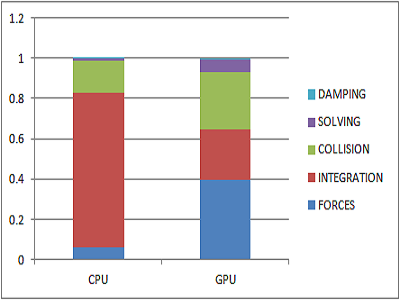 1.2
1
0.8
0.6
0.4
0.2
0
CPU GPU
DAMPING
SOLVING
COLLISION
INTEGRATION
FORCES